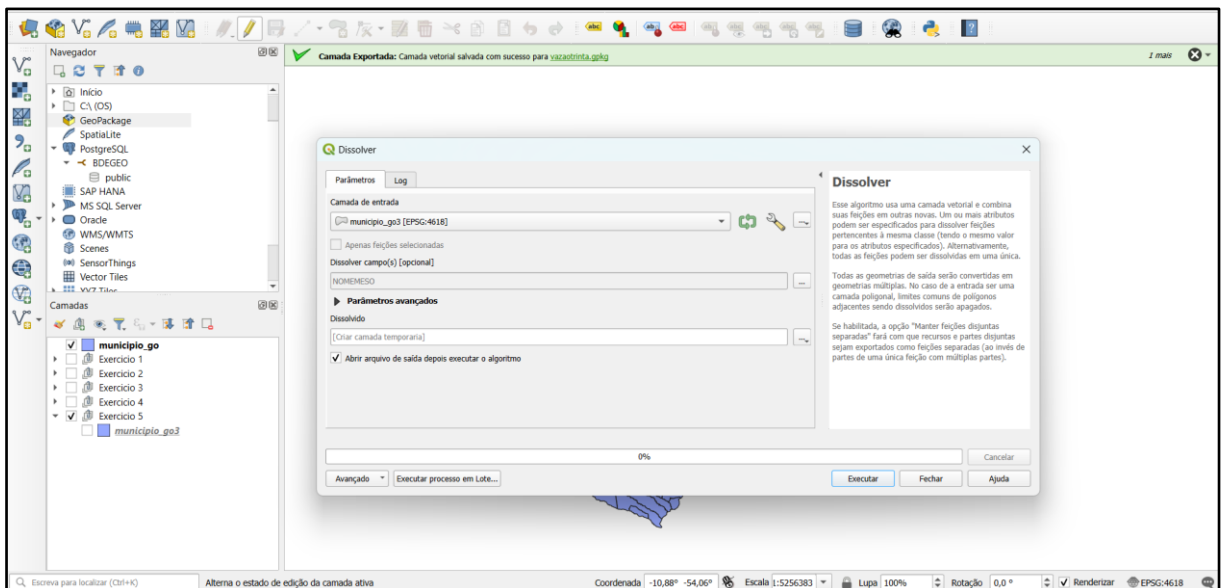 Navegador
Camada Exportada: Camada vetorial salvada com sucesso para vazaotrinta.gpkg
1 mais
Início
C:\ (OS)
GeoPackage
SpatiaLite
PostgreSQL
BDEGEO
public
SAP HANA
MS SQL Server
Oracle
WMS/WMTS
Scenes
SensorThings
Vector Tiles
XYZ Tiles
Camadas
municipio_go
Exercicio 1
Exercicio 2
Exercicio 3
Exercicio 4
Exercicio 5
municipio_go3
Dissolver
Parâmetros
Log
Camada de entrada
municipio_go3 [EPSG:4618]
Apenas feições selecionadas
Dissolver campo(s) [opcional]
NOMEMESO
Parâmetros avançados
Dissolvido
[Criar camada temporaria]
Abrir arquivo de saída depois executar o algoritmo
Dissolver
Esse algoritmo usa uma camada vetorial e combina
suas feições em outras novas. Um ou mais atributos
podem ser especificados para dissolver feições
pertencentes à mesma classe (tendo o mesmo valor
para os atributos especificados). Alternativamente,
todas as feições podem ser dissolvidas em uma única.
Todas as geometrias de saída serão convertidas em
geometrias múltiplas. No caso de a entrada ser uma
camada poligonal, limites comuns de polígonos
adjacentes sendo dissolvidos serão apagados.
Se habilitada, a opção "Manter feições disjuntas
separadas" fará com que recursos e partes disjuntas
sejam exportados como feições separadas (ao invés de
partes de uma única feição com múltiplas partes).
0%
Cancelar
Avançado
Executar processo em Lote...
Executar
Fechar
Ajuda
Escreva para localizar (Ctrl+K)
Alterna o estado de edição da camada ativa
Coordenada -10,88° -54,06°
Escala 1:5256383
Lupa 100%
Rotação 0,0 °
Renderizar
EPSG:4618